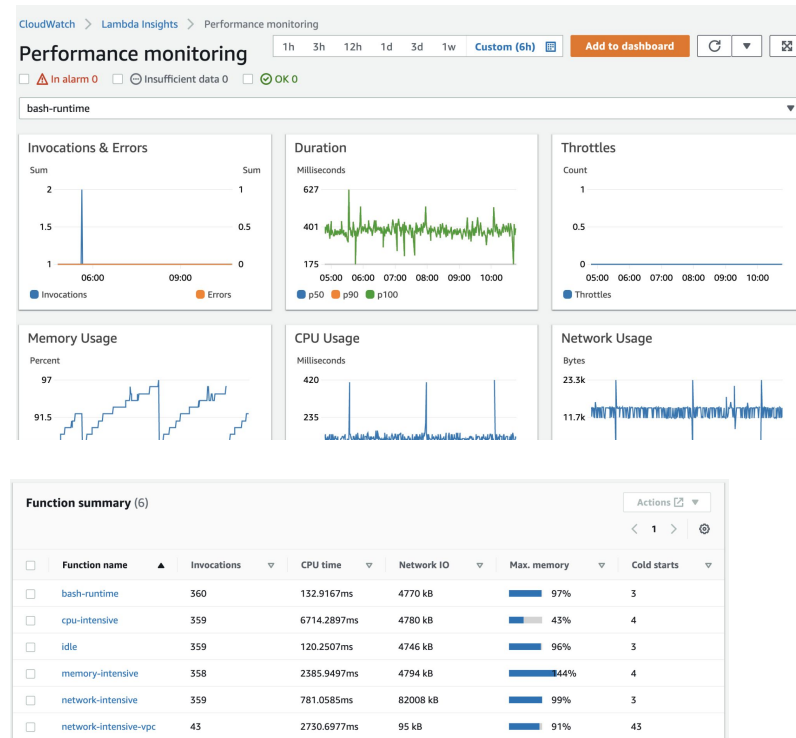 CloudWatch > Lambda Insights > Performance monitoring
Performance monitoring
1h 3h 12h 1d 3d 1w Custom (6h) Add to dashboard
In alarm 0 Insufficient data 0 OK 0
bash-runtime
Invocations & Errors
Sum Sum
2 1
1.5 0.5
1 0
06:00 09:00
Invocations Errors
Duration
Milliseconds
627
401
175
05:00 06:00 07:00 08:00 09:00 10:00
p50 p90 p100
Throttles
Count
1
0.5
0
05:00 06:00 07:00 08:00 09:00 10:00
Throttles
Memory Usage
Percent
97
91.5
CPU Usage
Milliseconds
420
235
Network Usage
Bytes
23.3k
11.7k
Function summary (6) Actions
< 1 >
Function name Invocations CPU time Network IO Max. memory Cold starts
bash-runtime 360 132.9167ms 4770 kB 97% 3
cpu-intensive 359 6714.2897ms 4780 kB 43% 4
idle 359 120.2507ms 4746 kB 96% 3
memory-intensive 358 2385.9497ms 4794 kB 144% 4
network-intensive 359 781.0585ms 82008 kB 99% 3
network-intensive-vpc 43 2730.6977ms 95 kB 91% 43